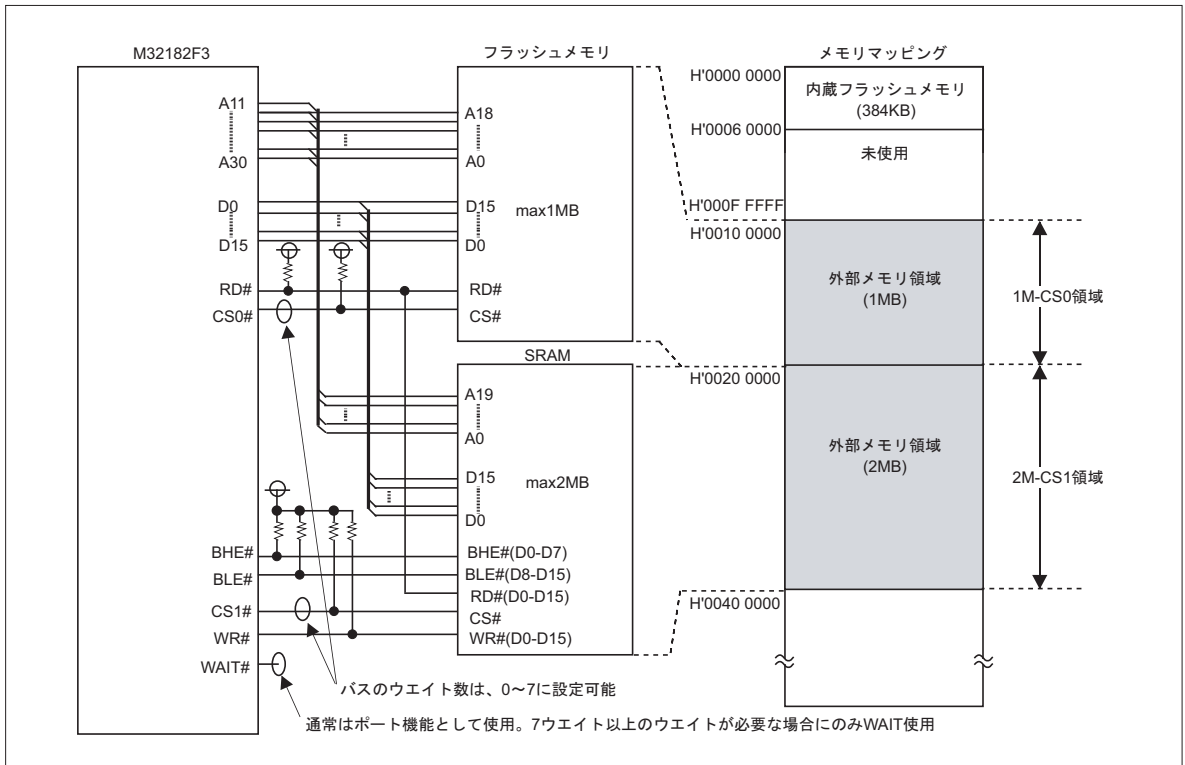 M32182F3
A11
A30
D0
D15
RD#
CS0#
BHE#
BLE#
CS1#
WR#
WAIT#
フラッシュメモリ
A18
A0
D15
max1MB
D0
RD#
CS#
SRAM
A19
A0
D15
max2MB
D0
BHE#(D0-D7)
BLE#(D8-D15)
RD#(D0-D15)
CS#
WR#(D0-D15)
バスのウエイト数は、0〜7に設定可能
通常はポート機能として使用。7ウエイト以上のウエイトが必要な場合にのみWAIT使用
メモリマッピング
H'0000 0000
内蔵フラッシュメモリ
(384KB)
H'0006 0000
未使用
H'000F FFFF
H'0010 0000
外部メモリ領域
(1MB)
1M-CS0領域
H'0020 0000
外部メモリ領域
(2MB)
2M-CS1領域
H'0040 0000